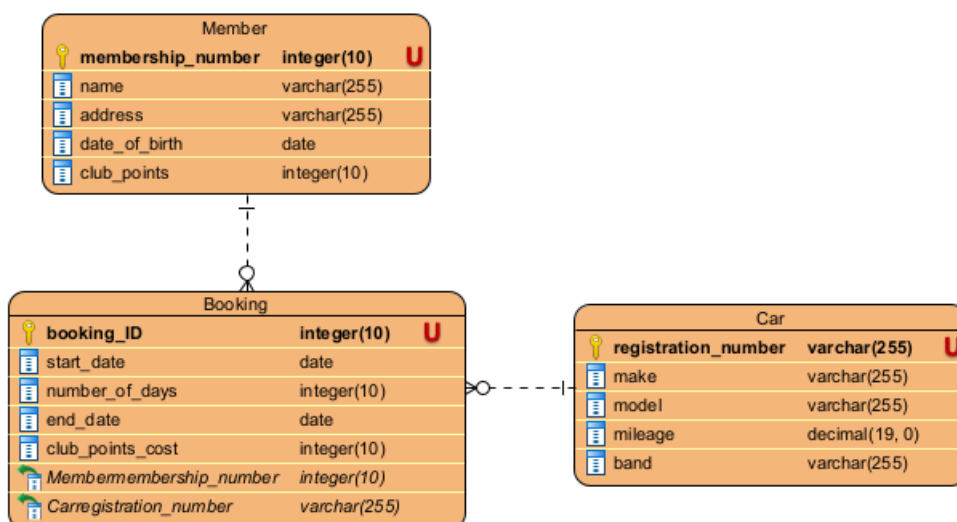 Member
membership_number integer(10) U
name varchar(255)
address varchar(255)
date_of_birth date
club_points integer(10)
Booking
booking_ID integer(10) U
start_date date
number_of_days integer(10)
end_date date
club_points_cost integer(10)
Membermembership_number integer(10)
Carregistration_number varchar(255)
Car
registration_number varchar(255) U
make varchar(255)
model varchar(255)
mileage decimal(19, 0)
band varchar(255)